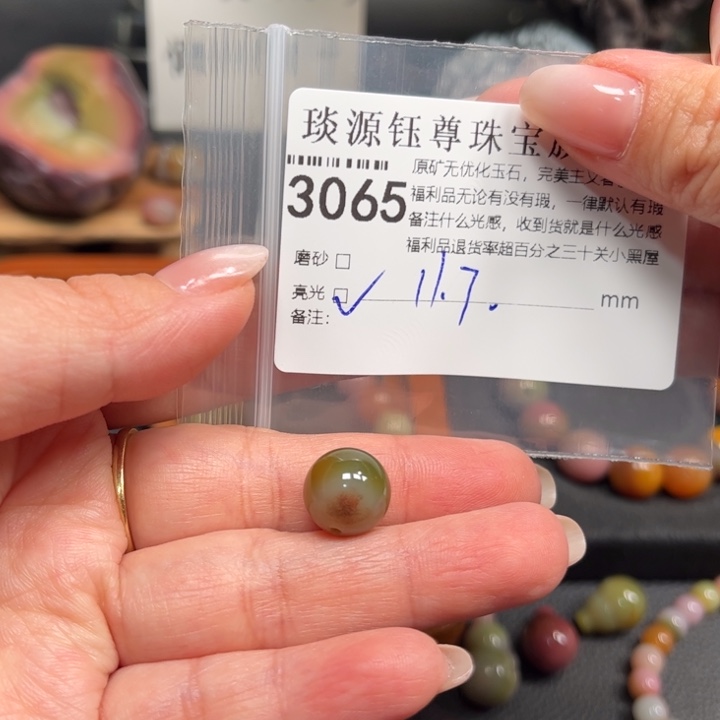 琰源钰尊珠宝
3065
原矿无优化玉石，完美主义
福利品无论有没有瑕，一律默认有瑕
备注什么光感，收到货就是什么光感
福利品退货率超百分之三十关小黑屋
磨砂 □
亮光 □ ✓ 11.7. mm
备注：